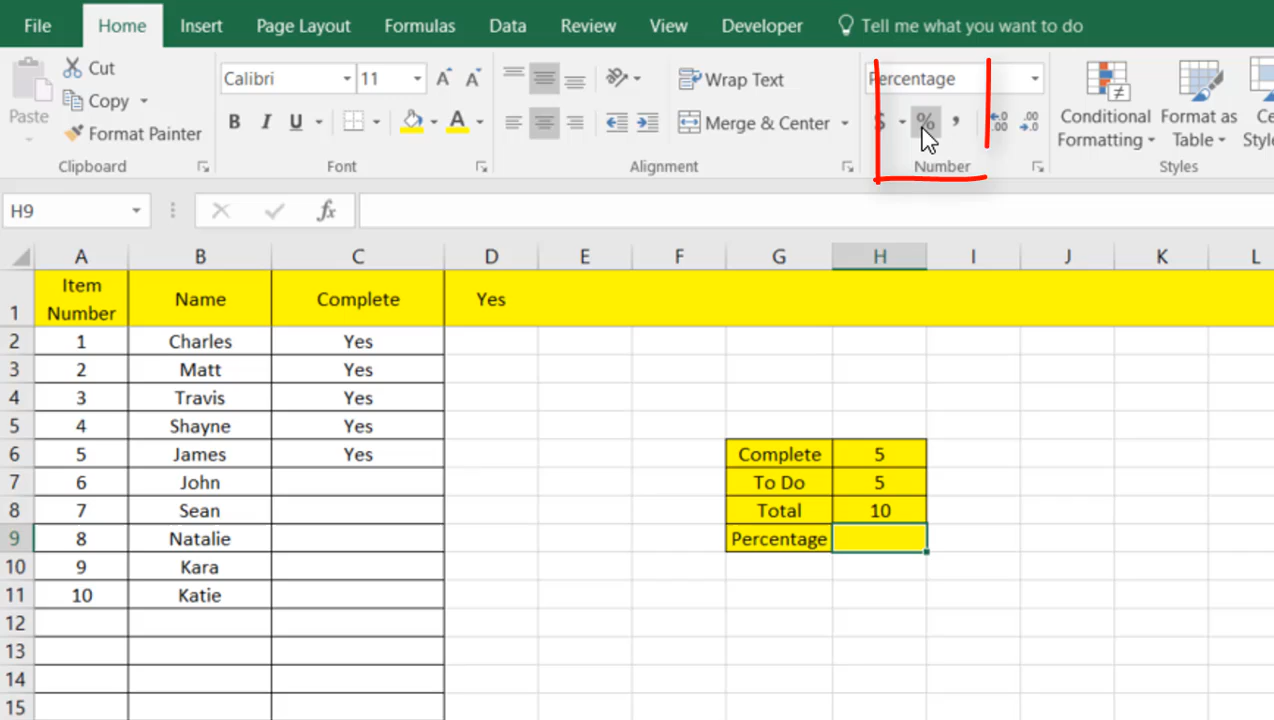 File Home Insert Page Layout Formulas Data Review View Developer Tell me what you want to do
Paste
Cut
Copy
Format Painter
Clipboard
Calibri 11 A A
B I U A
Font
Wrap Text
Merge & Center
Alignment
Percentage
$ % ,
.0 .00 .00 .0
Number
Conditional Formatting
Format as Table
Styles
H9 fx
A B C D E F G H I J K L
1 Item Number Name Complete Yes
2 1 Charles Yes
3 2 Matt Yes
4 3 Travis Yes
5 4 Shayne Yes
6 5 James Yes Complete 5
7 6 John To Do 5
8 7 Sean Total 10
9 8 Natalie Percentage
10 9 Kara
11 10 Katie
12
13
14
15